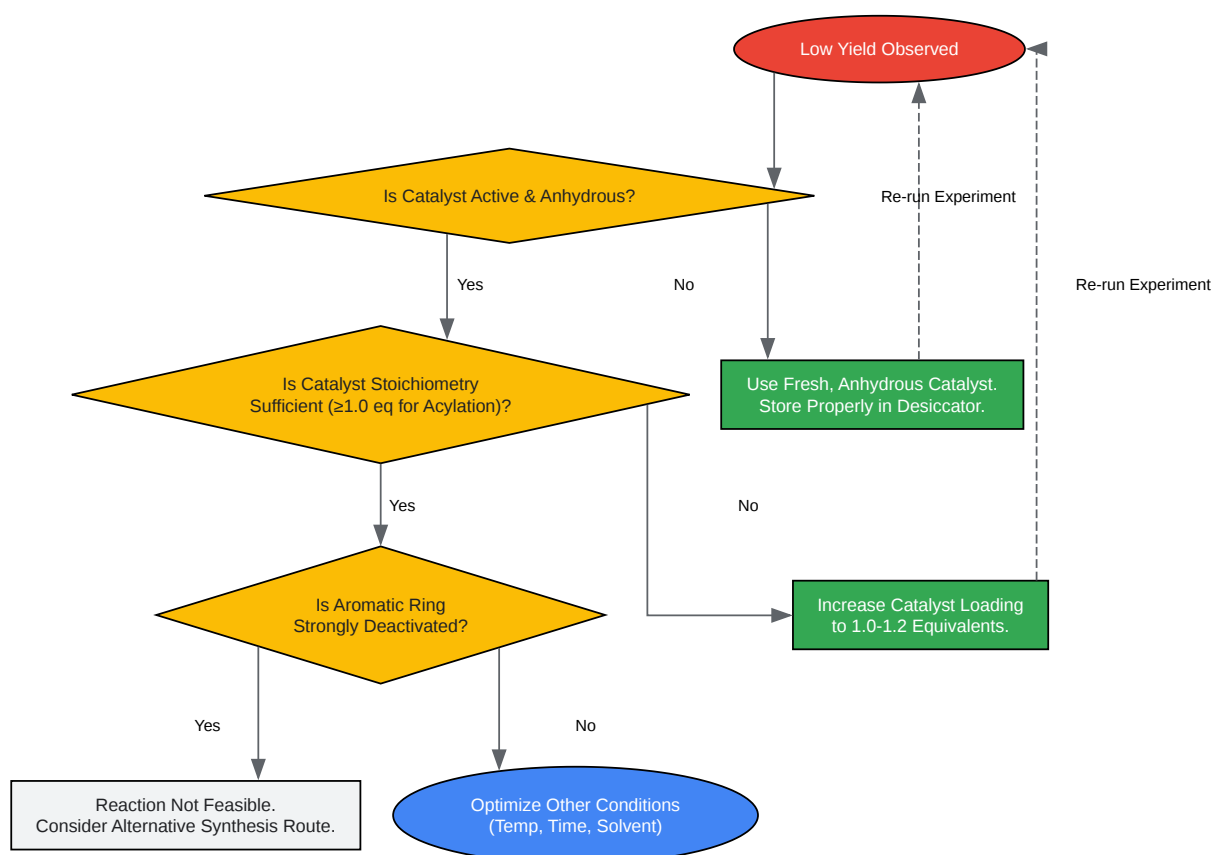 Low Yield Observed
Is Catalyst Active & Anhydrous?
Re-run Experiment
Yes
No
Re-run Experiment
Is Catalyst Stoichiometry
Sufficient (≥1.0 eq for Acylation)?
Use Fresh, Anhydrous Catalyst.
Store Properly in Desiccator.
Yes
No
Is Aromatic Ring
Strongly Deactivated?
Increase Catalyst Loading
to 1.0-1.2 Equivalents.
Yes
No
Reaction Not Feasible.
Consider Alternative Synthesis Route.
Optimize Other Conditions
(Temp, Time, Solvent)